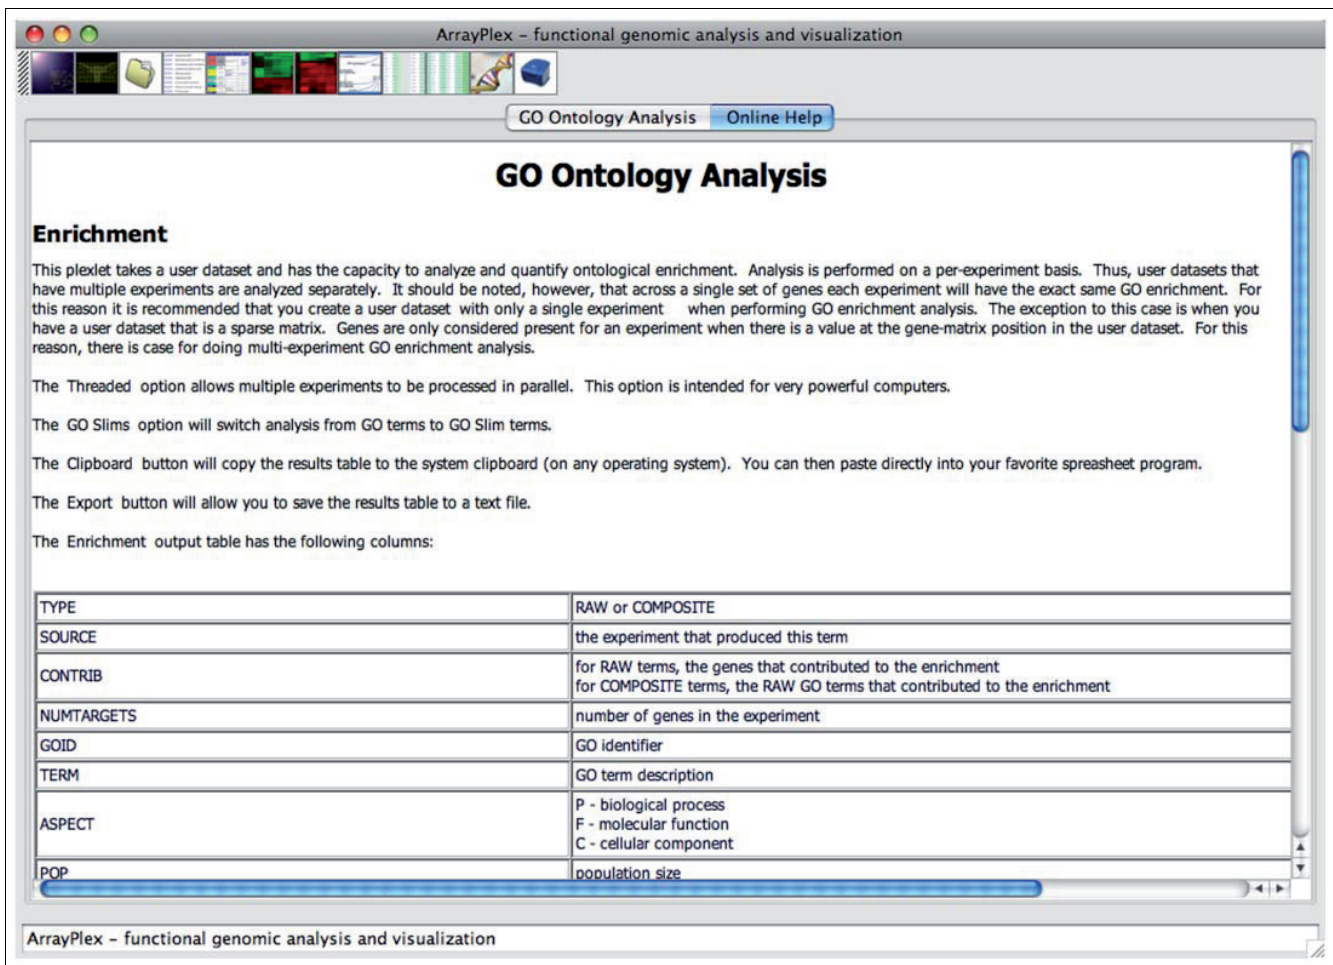 ArrayPlex – functional genomic analysis and visualization
GO Ontology Analysis
Online Help
GO Ontology Analysis
Enrichment
This plexlet takes a user dataset and has the capacity to analyze and quantify ontological enrichment. Analysis is performed on a per-experiment basis. Thus, user datasets that
have multiple experiments are analyzed separately. It should be noted, however, that across a single set of genes each experiment will have the exact same GO enrichment. For
this reason it is recommended that you create a user dataset with only a single experiment when performing GO enrichment analysis. The exception to this case is when you
have a user dataset that is a sparse matrix. Genes are only considered present for an experiment when there is a value at the gene-matrix position in the user dataset. For this
reason, there is case for doing multi-experiment GO enrichment analysis.
The Threaded option allows multiple experiments to be processed in parallel. This option is intended for very powerful computers.
The GO Slims option will switch analysis from GO terms to GO Slim terms.
The Clipboard button will copy the results table to the system clipboard (on any operating system). You can then paste directly into your favorite spreasheet program.
The Export button will allow you to save the results table to a text file.
The Enrichment output table has the following columns:
TYPE
RAW or COMPOSITE
SOURCE
the experiment that produced this term
CONTRIB
for RAW terms, the genes that contributed to the enrichment
for COMPOSITE terms, the RAW GO terms that contributed to the enrichment
NUMTARGETS
number of genes in the experiment
GOID
GO identifier
TERM
GO term description
ASPECT
P - biological process
F - molecular function
C - cellular component
POP
population size
ArrayPlex – functional genomic analysis and visualization